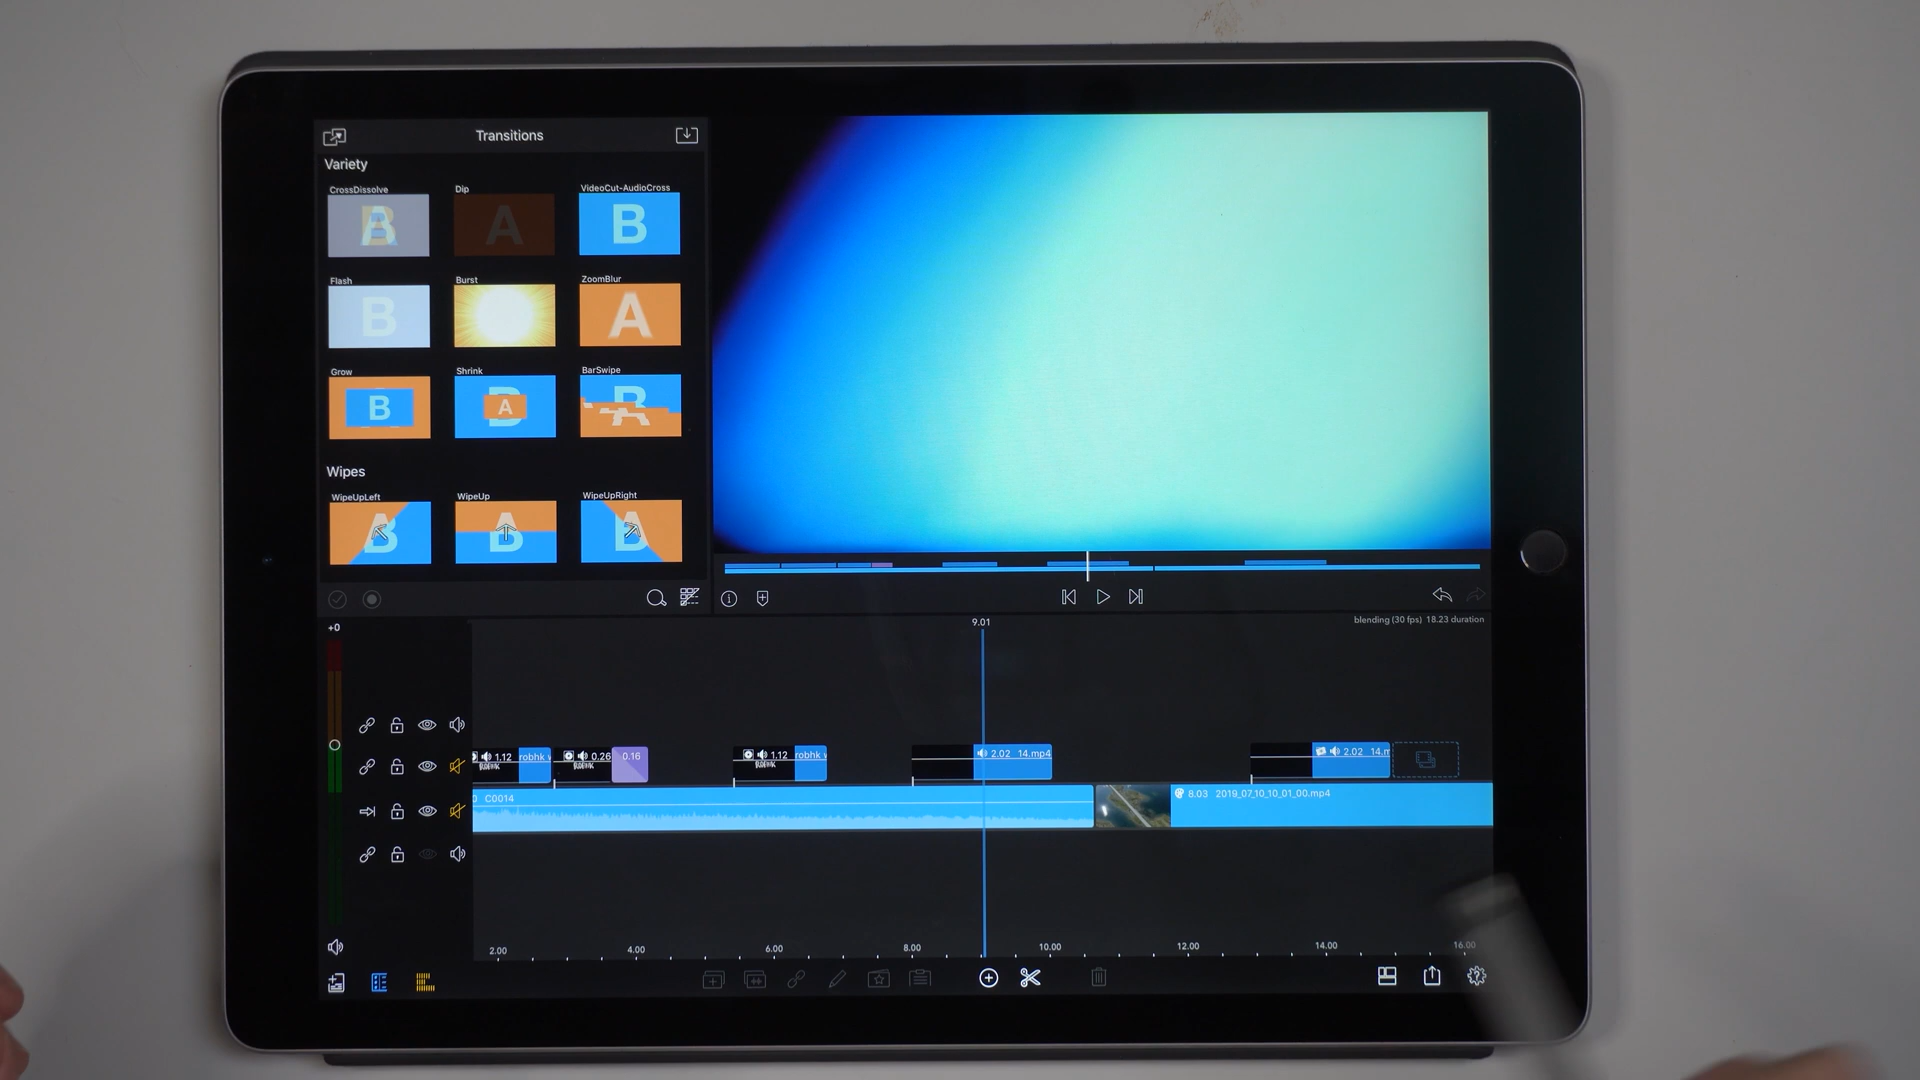 Transitions
Variety
CrossDissolve
Dip
VideoCut-AudioCross
B
A
B
Flash
Burst
ZoomBlur
B
A
Grow
Shrink
BarSwipe
B
A
B
Wipes
WipeUpLeft
WipeUp
WipeUpRight
B
B
+0
9.01
blending (30 fps) 18.23 duration
1.12 robhk
0.26
0.16
1.12 robhk
2.02 14.mp4
2.02
C0014
8.03 2019_07_10_10_01_00.mp4
2.00 4.00 6.00 8.00 10.00 12.00 14.00 16.00